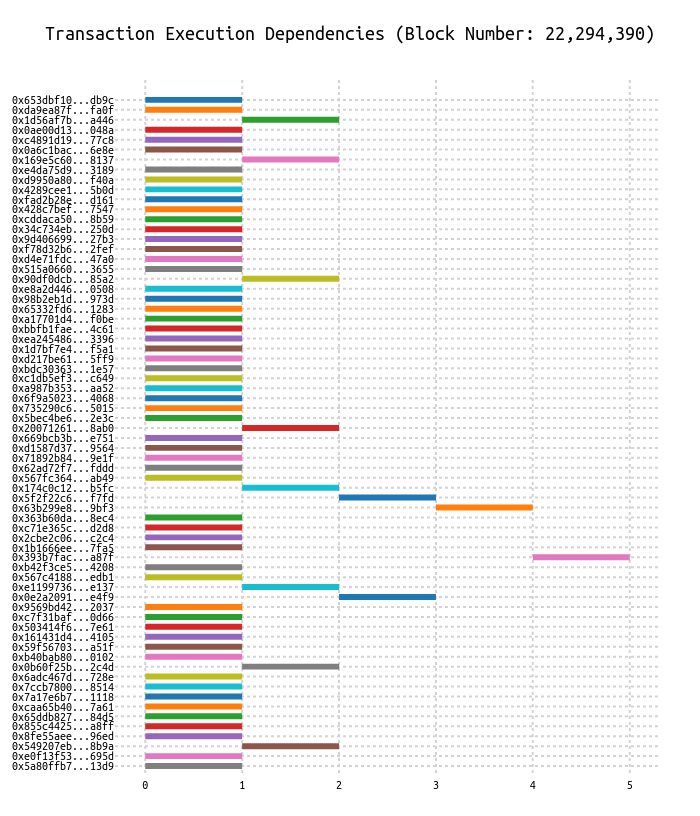 Transaction Execution Dependencies (Block Number: 22,294,390)
0x653dbf10...db9c
0xda9ea87f...fa0f
0x1d56af7b...a446
0x0ae00d13...048a
0xc4891d19...77c8
0x0a6c1bac...6e8e
0x169e5c60...8137
0xe4da75d9...3189
0xd9950a80...f40a
0x4289cee1...5b0d
0xfad2b28e...d161
0x428c7bef...7547
0xcddaca50...8b59
0x34c734eb...250d
0x9d406699...27b3
0xf78d32b6...2fef
0xd4e71fdc...47a0
0x515a0660...3655
0x90df0dcb...85a2
0xe8a2d446...0508
0x98b2eb1d...973d
0x65332fd6...1283
0xa17701d4...f0be
0xbbfb1fae...4c61
0xea245486...3396
0x1d7bf7e4...f5a1
0xd217be61...5ff9
0xbdc30363...1e57
0xc1db5ef3...c649
0xa987b353...aa52
0x6f9a5023...4068
0x735290c6...5015
0x5bec4be6...2e3c
0x20071261...8ab0
0x669bcb3b...e751
0xd1587d37...9564
0x71892b84...9e1f
0x62ad72f7...fddd
0x567fc364...ab49
0x174c0c12...b5fc
0x5f2f22c6...f7fd
0x63b299e8...9bf3
0x363b60da...8ec4
0xc71e365c...d2d8
0x2cbe2c06...c2c4
0x1b1666ee...7fa5
0x393b7fac...a87f
0xb42f3ce5...4208
0x567c4188...edb1
0xe1199736...e137
0x0e2a2091...e4f9
0x9569bd42...2037
0xc7f31baf...0d66
0x503414f6...7e61
0x161431d4...4105
0x59f56703...a51f
0xb40bab80...0102
0x0b60f25b...2c4d
0x6adc467d...728e
0x7ccb7800...8514
0x7a17e6b7...1118
0xcaa65b40...7a61
0x65ddb827...84d5
0x855c4425...a8ff
0x8fe55aee...96ed
0x549207eb...8b9a
0xe0f13f53...695d
0x5a80ffb7...13d9
0 1 2 3 4 5